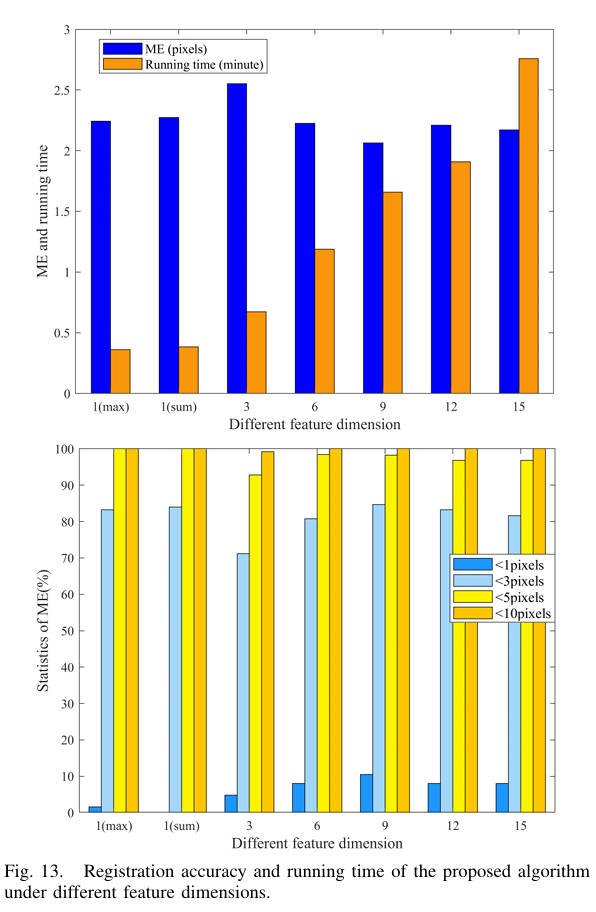 3
2.5
2
1.5
1
0.5
0
ME and running time
ME (pixels)
Running time (minute)
1(max) 1(sum) 3 6 9 12 15
Different feature dimension
100
90
80
70
60
50
40
30
20
10
0
Statistics of ME(%)
<1pixels
<3pixels
<5pixels
<10pixels
1(max) 1(sum) 3 6 9 12 15
Different feature dimension
Fig. 13. Registration accuracy and running time of the proposed algorithm
under different feature dimensions.